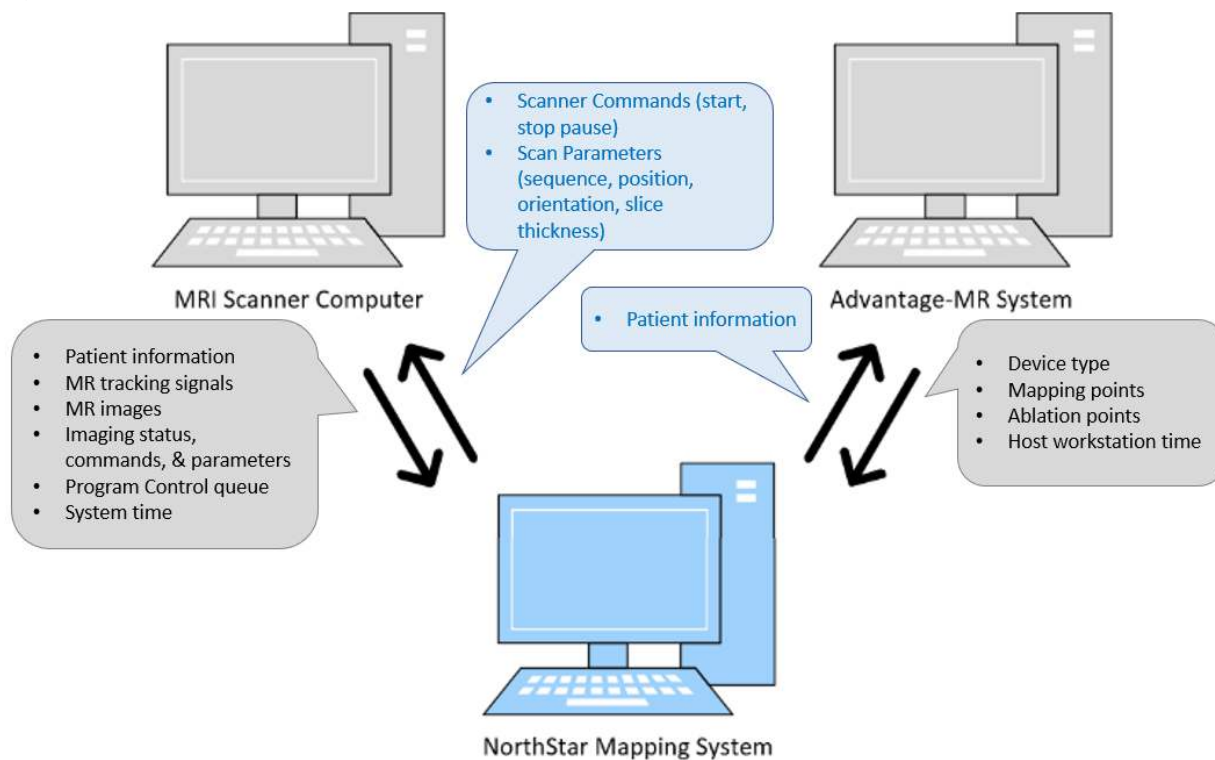 • Scanner Commands (start,
stop pause)
• Scan Parameters
(sequence, position,
orientation, slice
thickness)
MRI Scanner Computer
Advantage-MR System
• Patient information
• Patient information
• MR tracking signals
• MR images
• Imaging status,
commands, & parameters
• Program Control queue
• System time
• Device type
• Mapping points
• Ablation points
• Host workstation time
NorthStar Mapping System